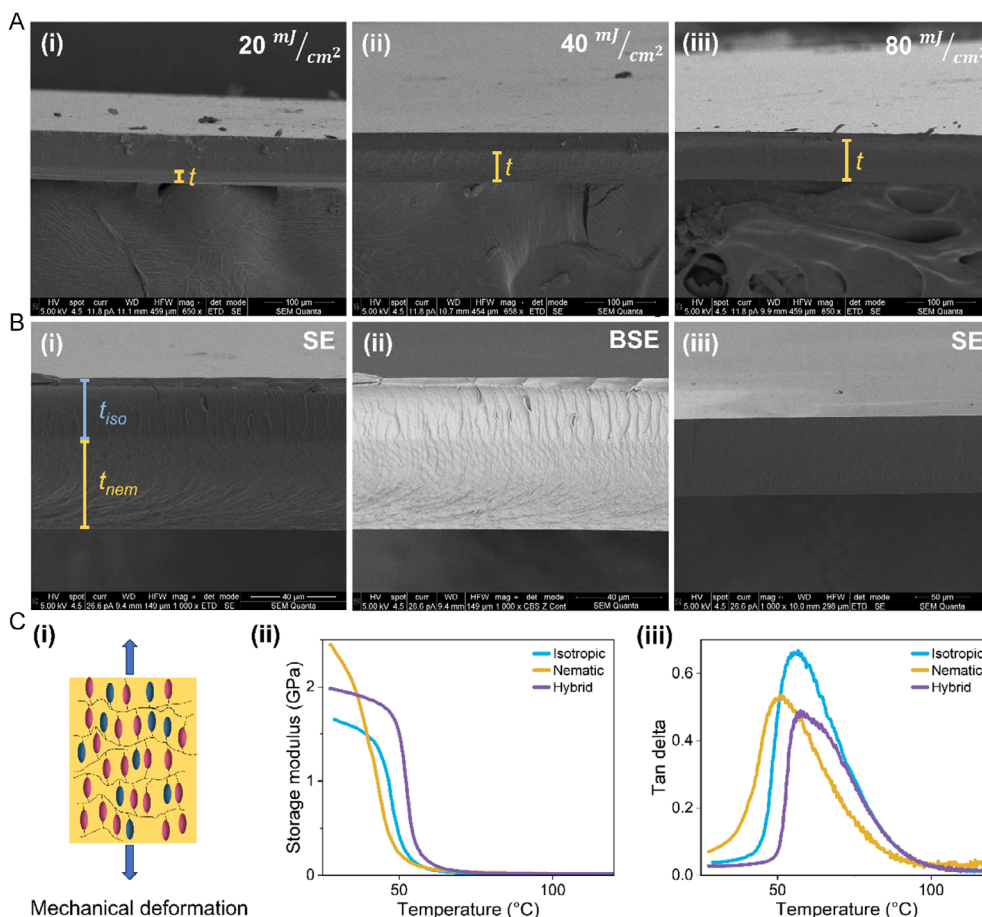 A
(i)
20 mJ/cm²
t
HV spot curr WD HFW mag det mode
5.00 kV 4.5 11.8 pA 11.1 mm 459 µm 650 x ETD SE
100 µm
SEM Quanta
(ii)
40 mJ/cm²
t
HV spot curr WD HFW mag det mode
5.00 kV 4.5 11.8 pA 10.7 mm 454 µm 658 x ETD SE
100 µm
SEM Quanta
(iii)
80 mJ/cm²
t
HV spot curr WD HFW mag det mode
5.00 kV 4.5 11.8 pA 9.9 mm 459 µm 650 x ETD SE
100 µm
SEM Quanta
B
(i)
SE
tiso
tnem
HV spot curr WD HFW mag det mode
5.00 kV 4.5 26.6 pA 9.4 mm 149 µm 1 000 x ETD SE
40 µm
SEM Quanta
(ii)
BSE
HV spot curr WD HFW mag det mode
5.00 kV 4.5 26.6 pA 9.4 mm 149 µm 1 000 x CBS Z Cont
40 µm
SEM Quanta
(iii)
SE
HV spot curr mag WD HFW det mode
5.00 kV 4.5 26.6 pA 1 000 x 10.0 mm 298 µm ETD SE
50 µm
SEM Quanta
C
(i)
Mechanical deformation
(ii)
Isotropic
Nematic
Hybrid
Storage modulus (GPa)
2
1
0
50
100
Temperature (°C)
(iii)
Isotropic
Nematic
Hybrid
Tan delta
0.6
0.4
0.2
0.0
50
100
Temperature (°C)